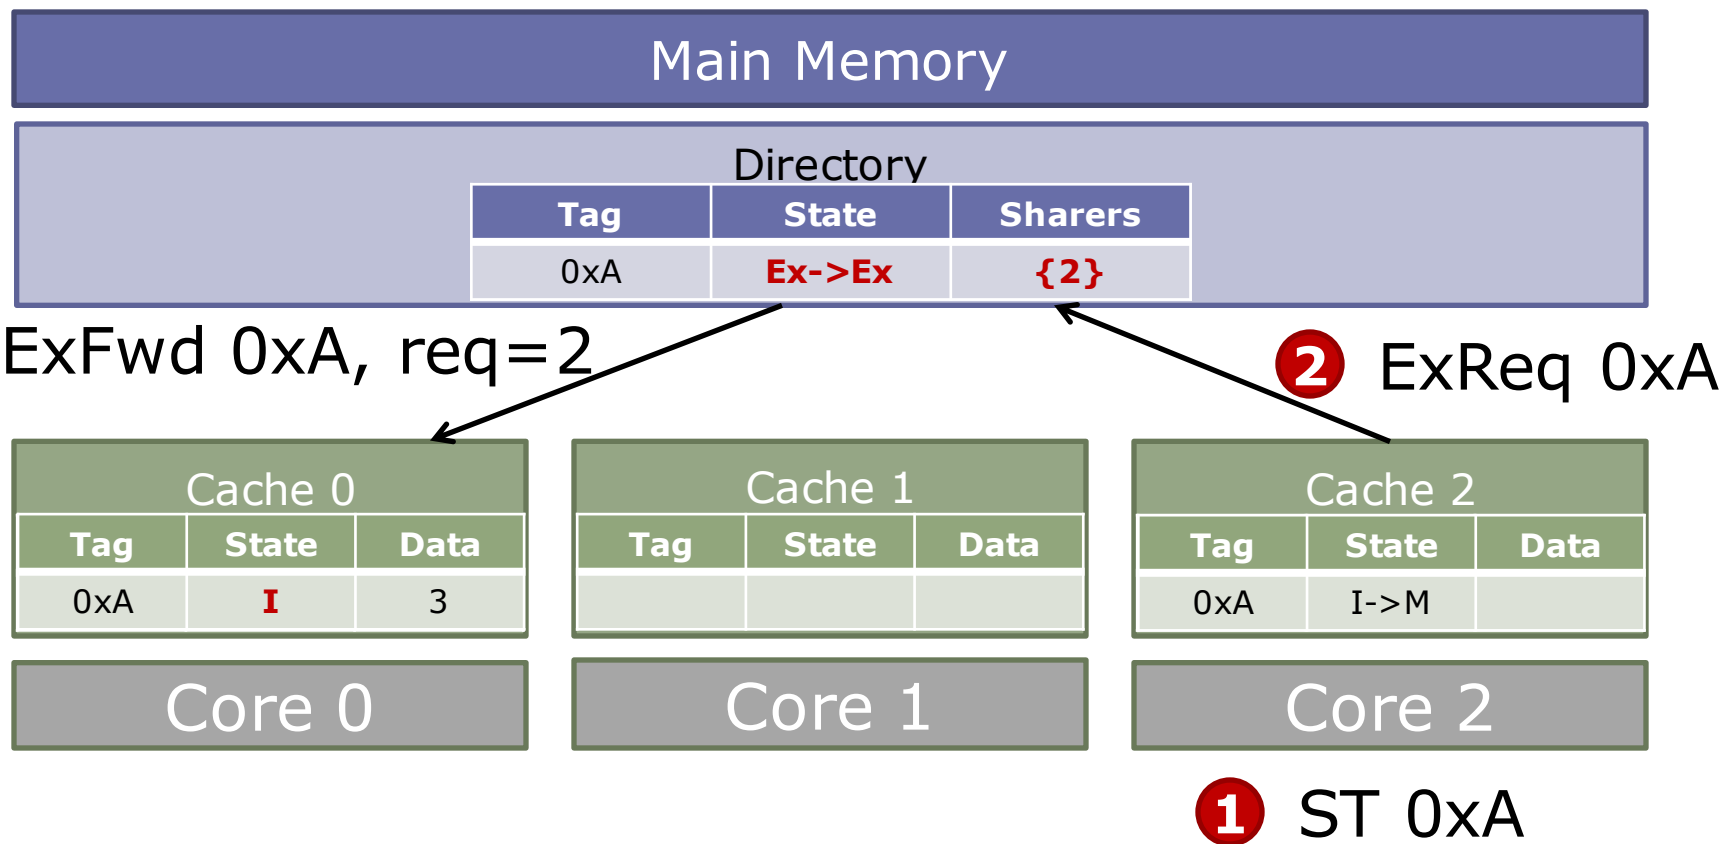 Main Memory
Directory
Tag State Sharers
0xA Ex->Ex {2}
ExFwd 0xA, req=2
2 ExReq 0xA
Cache 0
Tag State Data
0xA I 3
Cache 1
Tag State Data
Cache 2
Tag State Data
0xA I->M
Core 0
Core 1
Core 2
1 ST 0xA